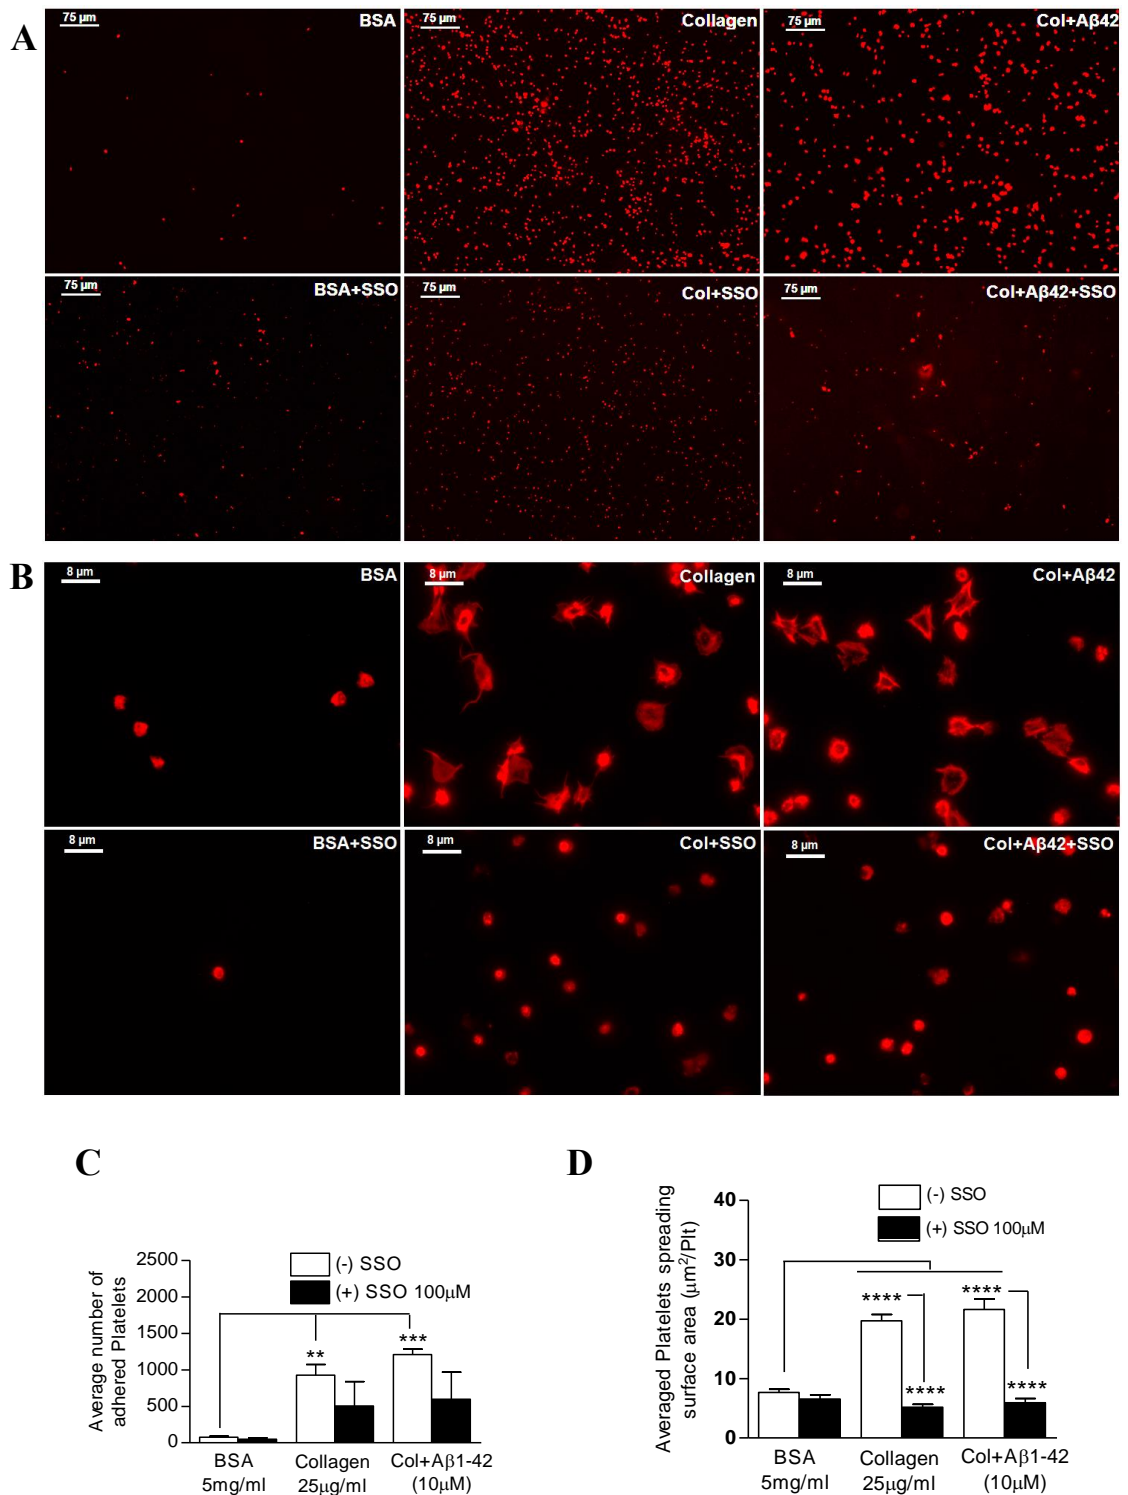 A
75 µm
BSA
75 µm
Collagen
75 µm
Col+Aβ42
75 µm
BSA+SSO
75 µm
Col+SSO
75 µm
Col+Aβ42+SSO
B
8 µm
BSA
8 µm
Collagen
8 µm
Col+Aβ42
8 µm
BSA+SSO
8 µm
Col+SSO
8 µm
Col+Aβ42+SSO
C
Average number of
adhered Platelets
2500
2000
1500
1000
500
0
(-) SSO
(+) SSO 100µM
**
***
BSA
5mg/ml
Collagen
25µg/ml
Col+Aβ1-42
(10µM)
D
Averaged Platelets spreading
surface area (µm²/Plt)
40
30
20
10
0
(-) SSO
(+) SSO 100µM
****
****
****
****
BSA
5mg/ml
Collagen
25µg/ml
Col+Aβ1-42
(10µM)